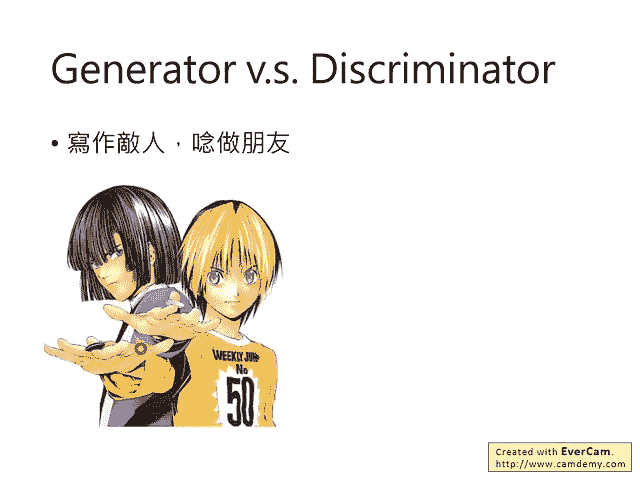 Generator v.s. Discriminator
• 寫作敵人，唸做朋友
WEEKLY JUMP
No
50
Created with EverCam.
http://www.camdemy.com